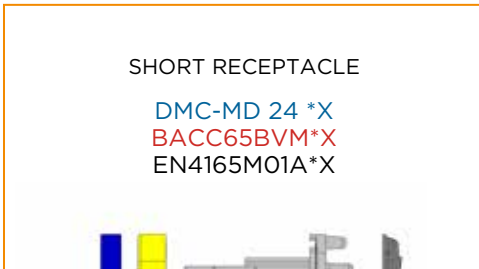 SHORT RECEPTACLE
DMC-MD 24 *X
BACC65BVM*X
EN4165M01A*X